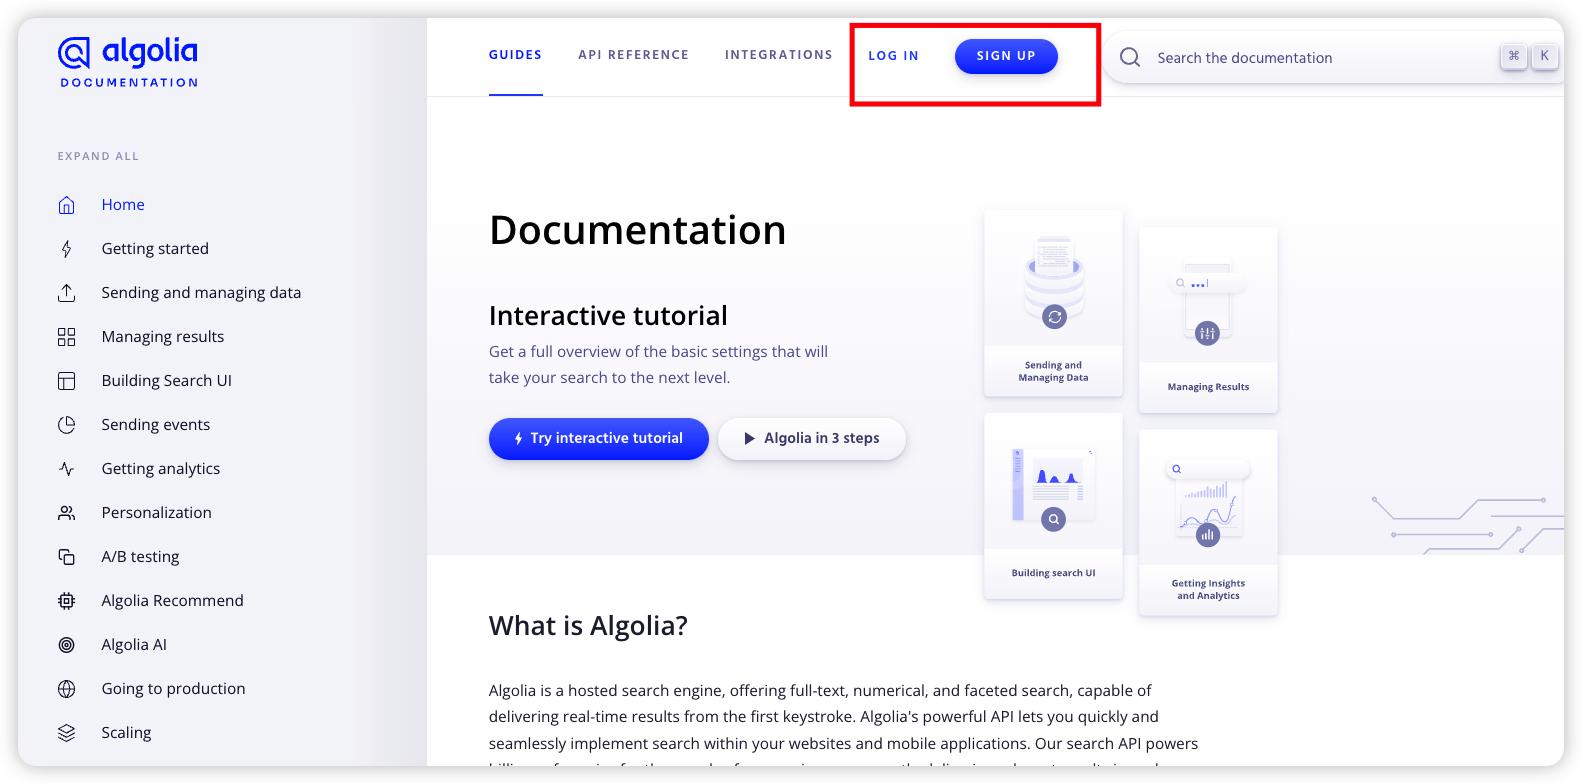 algolia
DOCUMENTATION
GUIDES
API REFERENCE
INTEGRATIONS
LOG IN
SIGN UP
Search the documentation
⌘
K
EXPAND ALL
Home
Getting started
Sending and managing data
Managing results
Building Search UI
Sending events
Getting analytics
Personalization
A/B testing
Algolia Recommend
Algolia AI
Going to production
Scaling
Documentation
Interactive tutorial
Get a full overview of the basic settings that will
take your search to the next level.
Try interactive tutorial
Algolia in 3 steps
Sending and
Managing Data
Managing Results
Building search UI
Getting Insights
and Analytics
What is Algolia?
Algolia is a hosted search engine, offering full-text, numerical, and faceted search, capable of
delivering real-time results from the first keystroke. Algolia's powerful API lets you quickly and
seamlessly implement search within your websites and mobile applications. Our search API powers